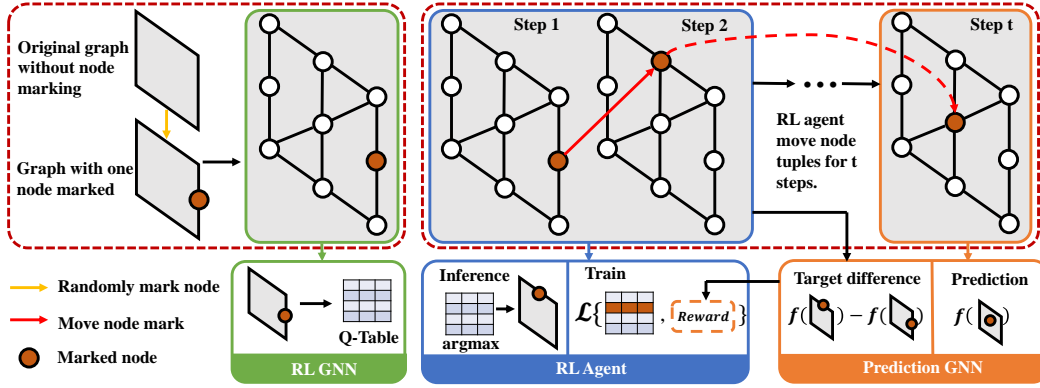 Original graph
without node
marking
Graph with one
node marked
Step 1
Step 2
Step t
RL agent
move node
tuples for t
steps.
Randomly mark node
Move node mark
Marked node
Q-Table
RL GNN
Inference
argmax
Train
ℒ{ , Reward }
RL Agent
Target difference
f( ) − f( )
Prediction
f( )
Prediction GNN